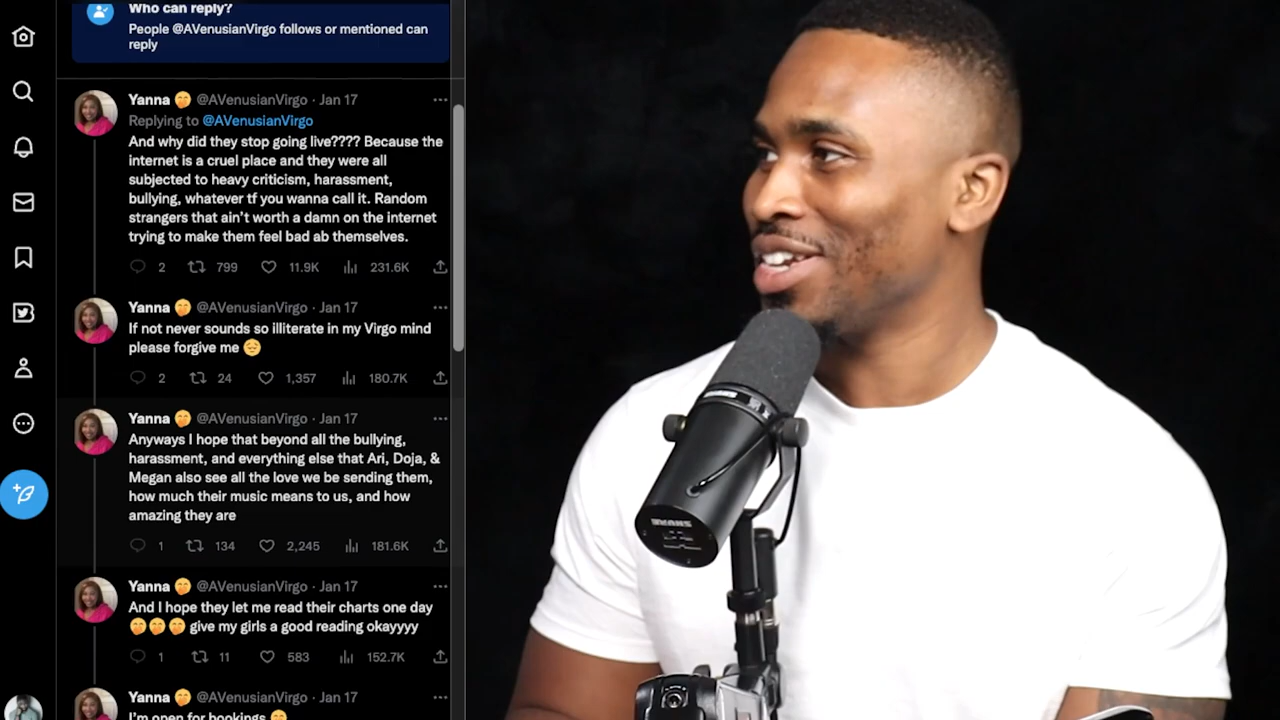 Who can reply?
People @AVenusianVirgo follows or mentioned can
reply
Yanna 🤭 @AVenusianVirgo · Jan 17
Replying to @AVenusianVirgo
And why did they stop going live???? Because the
internet is a cruel place and they were all
subjected to heavy criticism, harassment,
bullying, whatever tf you wanna call it. Random
strangers that ain't worth a damn on the internet
trying to make them feel bad ab themselves.
2 799 11.9K 231.6K
Yanna 🤭 @AVenusianVirgo · Jan 17
If not never sounds so illiterate in my Virgo mind
please forgive me 😔
2 24 1,357 180.7K
Yanna 🤭 @AVenusianVirgo · Jan 17
Anyways I hope that beyond all the bullying,
harassment, and everything else that Ari, Doja, &
Megan also see all the love we be sending them,
how much their music means to us, and how
amazing they are
1 134 2,245 181.6K
Yanna 🤭 @AVenusianVirgo · Jan 17
And I hope they let me read their charts one day
🤭🤭🤭 give my girls a good reading okayyyy
1 11 583 152.7K
Yanna 🤭 @AVenusianVirgo · Jan 17
I'm open for bookings
SHURE